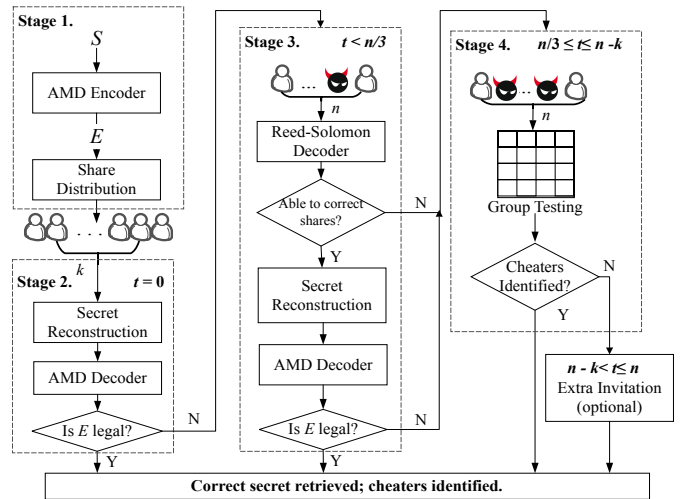 Stage 1.
S
AMD Encoder
E
Share
Distribution
. . .
k
Stage 2.
t = 0
Secret
Reconstruction
AMD Decoder
Is E legal?
N
Y
Stage 3.
t < n/3
...
n
Reed-Solomon
Decoder
Able to correct
shares?
N
Y
Secret
Reconstruction
AMD Decoder
Is E legal?
N
Y
Stage 4.
n/3 ≤ t ≤ n -k
...
n
Group Testing
Cheaters
Identified?
N
Y
n - k< t≤ n
Extra Invitation
(optional)
Correct secret retrieved; cheaters identified.